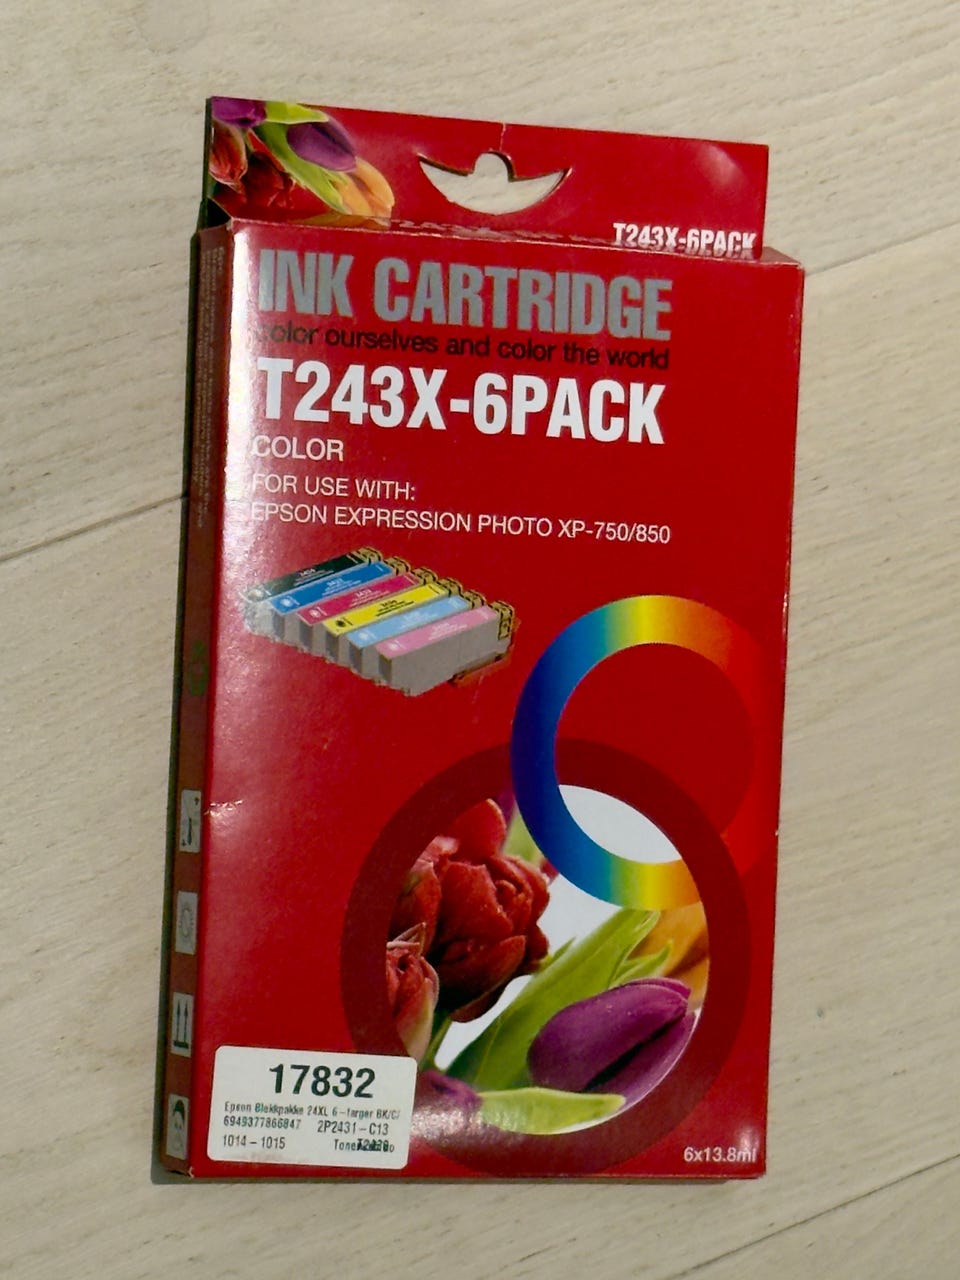 T243X-6PACK
INK CARTRIDGE
color ourselves and color the world
T243X-6PACK
COLOR
FOR USE WITH:
EPSON EXPRESSION PHOTO XP-750/850
17832
Epson Blekkpakke 24XL 6-farger BK/C/
6949377866847 2P2431-C13
1014-1015
6x13.8ml